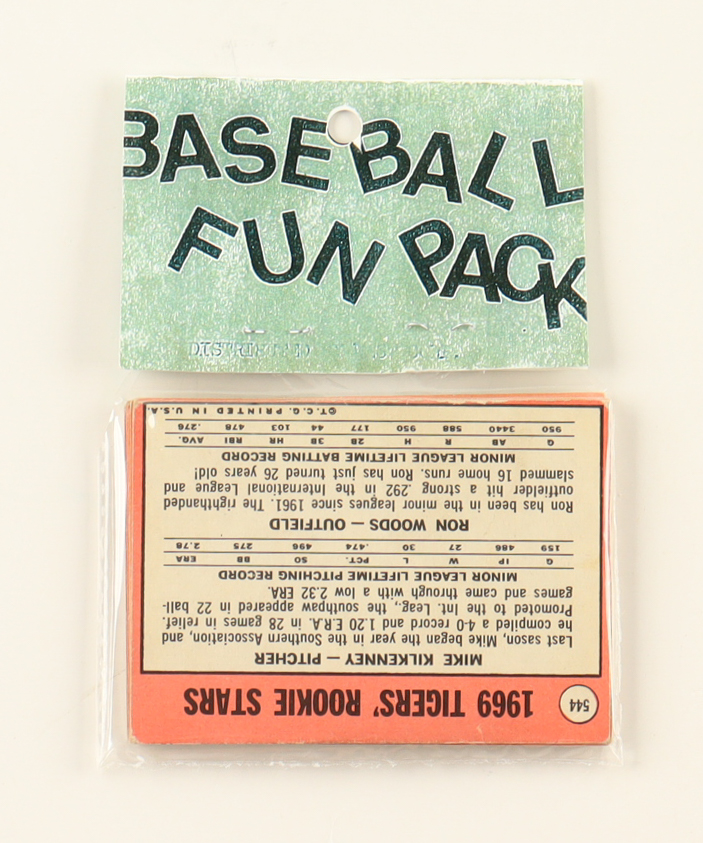 BASEBALL
FUN PACK
544
1969 TIGERS' ROOKIE STARS
MIKE KILKENNEY — PITCHER
Last season, Mike began the year in the Southern Association, and
he compiled a 4-0 record and 1.20 E.R.A. in 28 games in relief.
Promoted to the Int. Leag., the southpaw appeared in 22 ball-
games and came through with a low 2.32 ERA.
MINOR LEAGUE LIFETIME PITCHING RECORD
G IP W L PCT. SO BB ERA
159 486 27 30 .474 496 275 2.78
RON WOODS — OUTFIELD
Ron has been in the minor leagues since 1961. The righthanded
outfielder hit a strong .292 in the International League and
slammed 16 home runs. Ron has just turned 26 years old!
MINOR LEAGUE LIFETIME BATTING RECORD
G AB R H 2B 3B HR RBI AVG.
950 3440 588 950 177 44 103 478 .276
©T.C.G. PRINTED IN U.S.A.